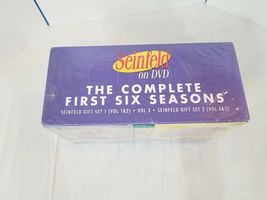 Seinfeld
on DVD
THE COMPLETE
FIRST SIX SEASONS
SEINFELD GIFT SET 1 (VOL 1&2) • VOL 3 • SEINFELD GIFT SET 2 (VOL 4&5)